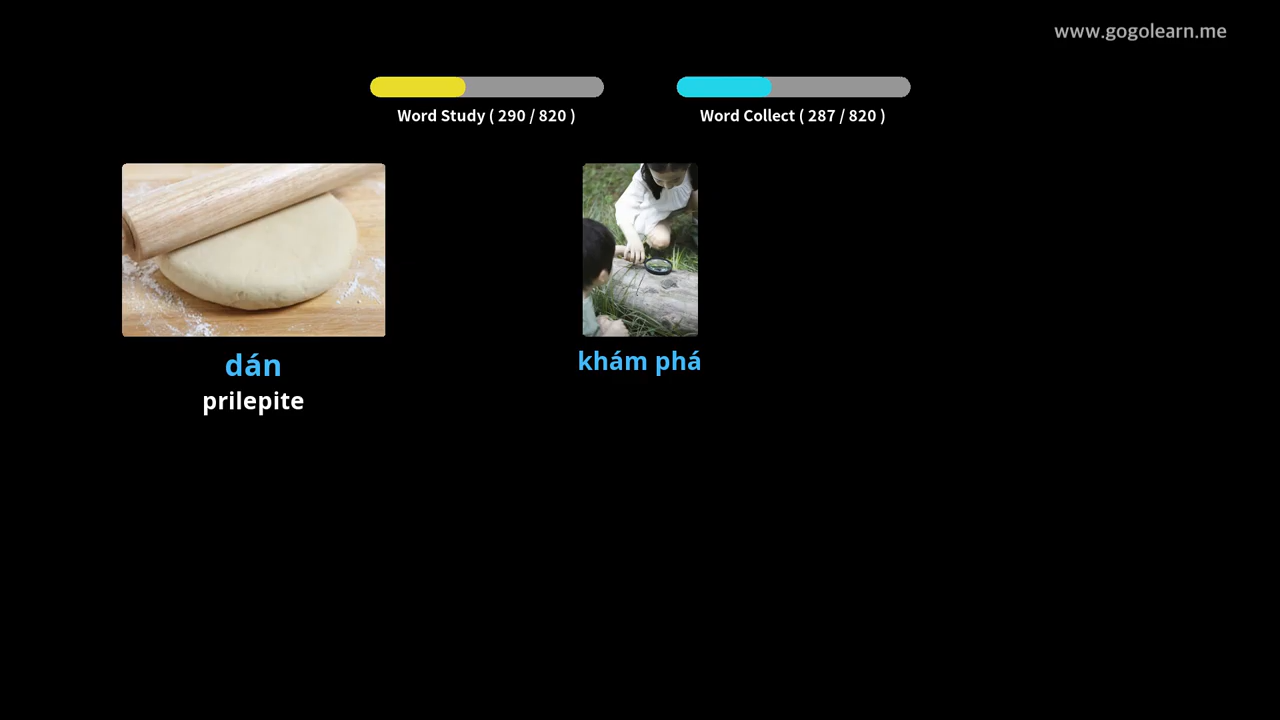 www.gogolearn.me
Word Study ( 290 / 820 )
Word Collect ( 287 / 820 )
dán
prilepite
khám phá